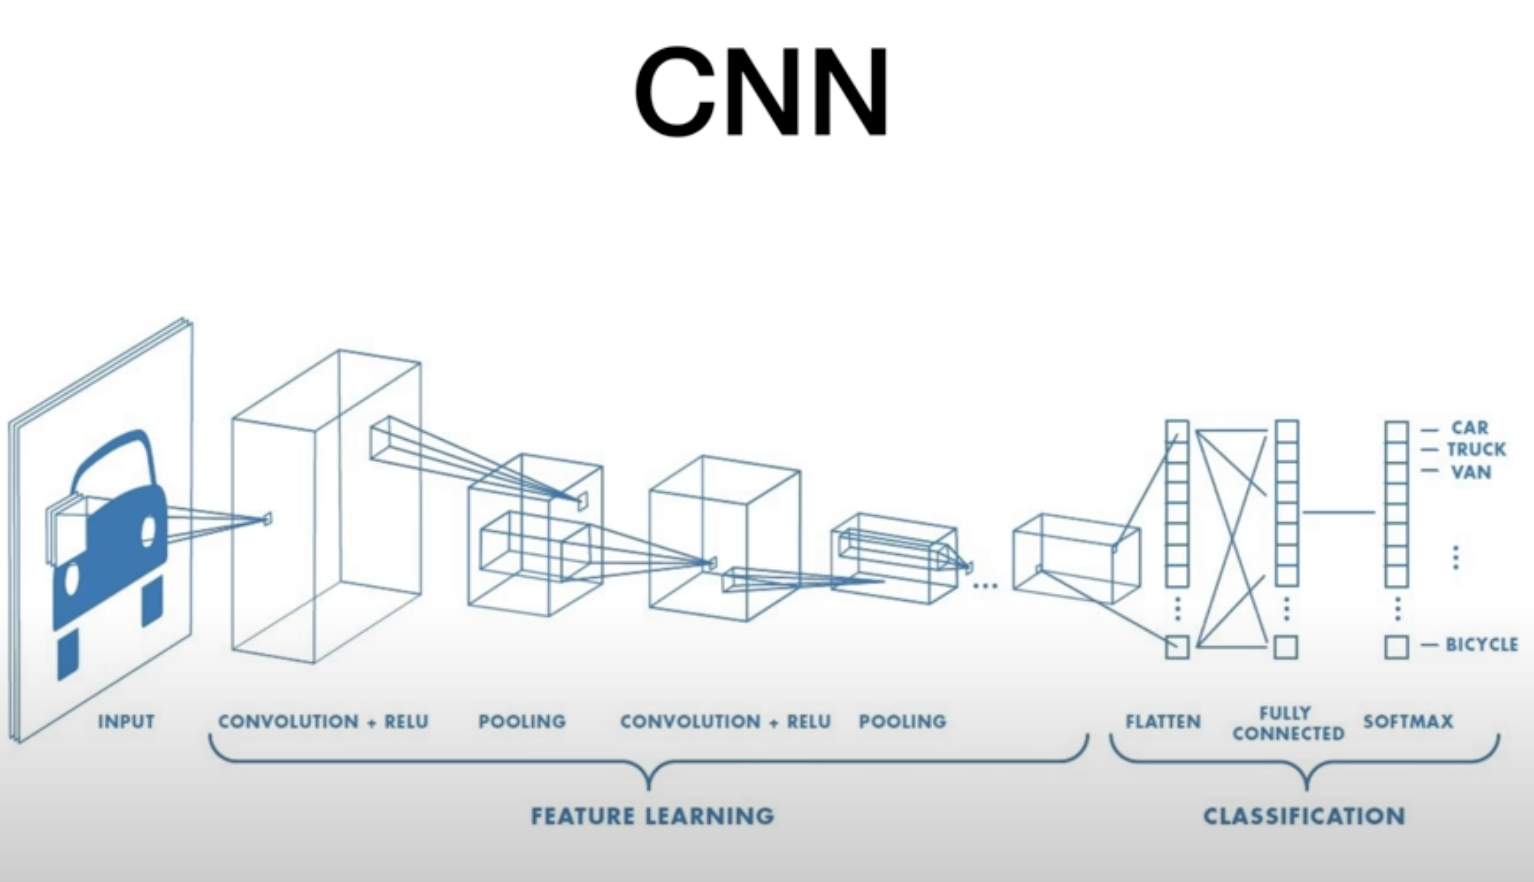 CNN
CAR
TRUCK
VAN
BICYCLE
INPUT
CONVOLUTION + RELU
POOLING
CONVOLUTION + RELU
POOLING
FLATTEN
FULLY
CONNECTED
SOFTMAX
FEATURE LEARNING
CLASSIFICATION